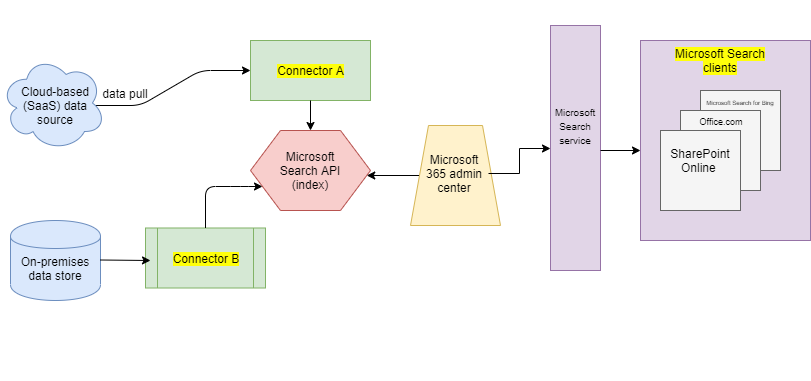 Cloud-based
(SaaS) data
source
data pull
Connector A
Microsoft
Search API
(index)
On-premises
data store
Connector B
Microsoft
365 admin
center
Microsoft
Search
service
Microsoft Search
clients
Microsoft Search for Bing
Office.com
SharePoint
Online